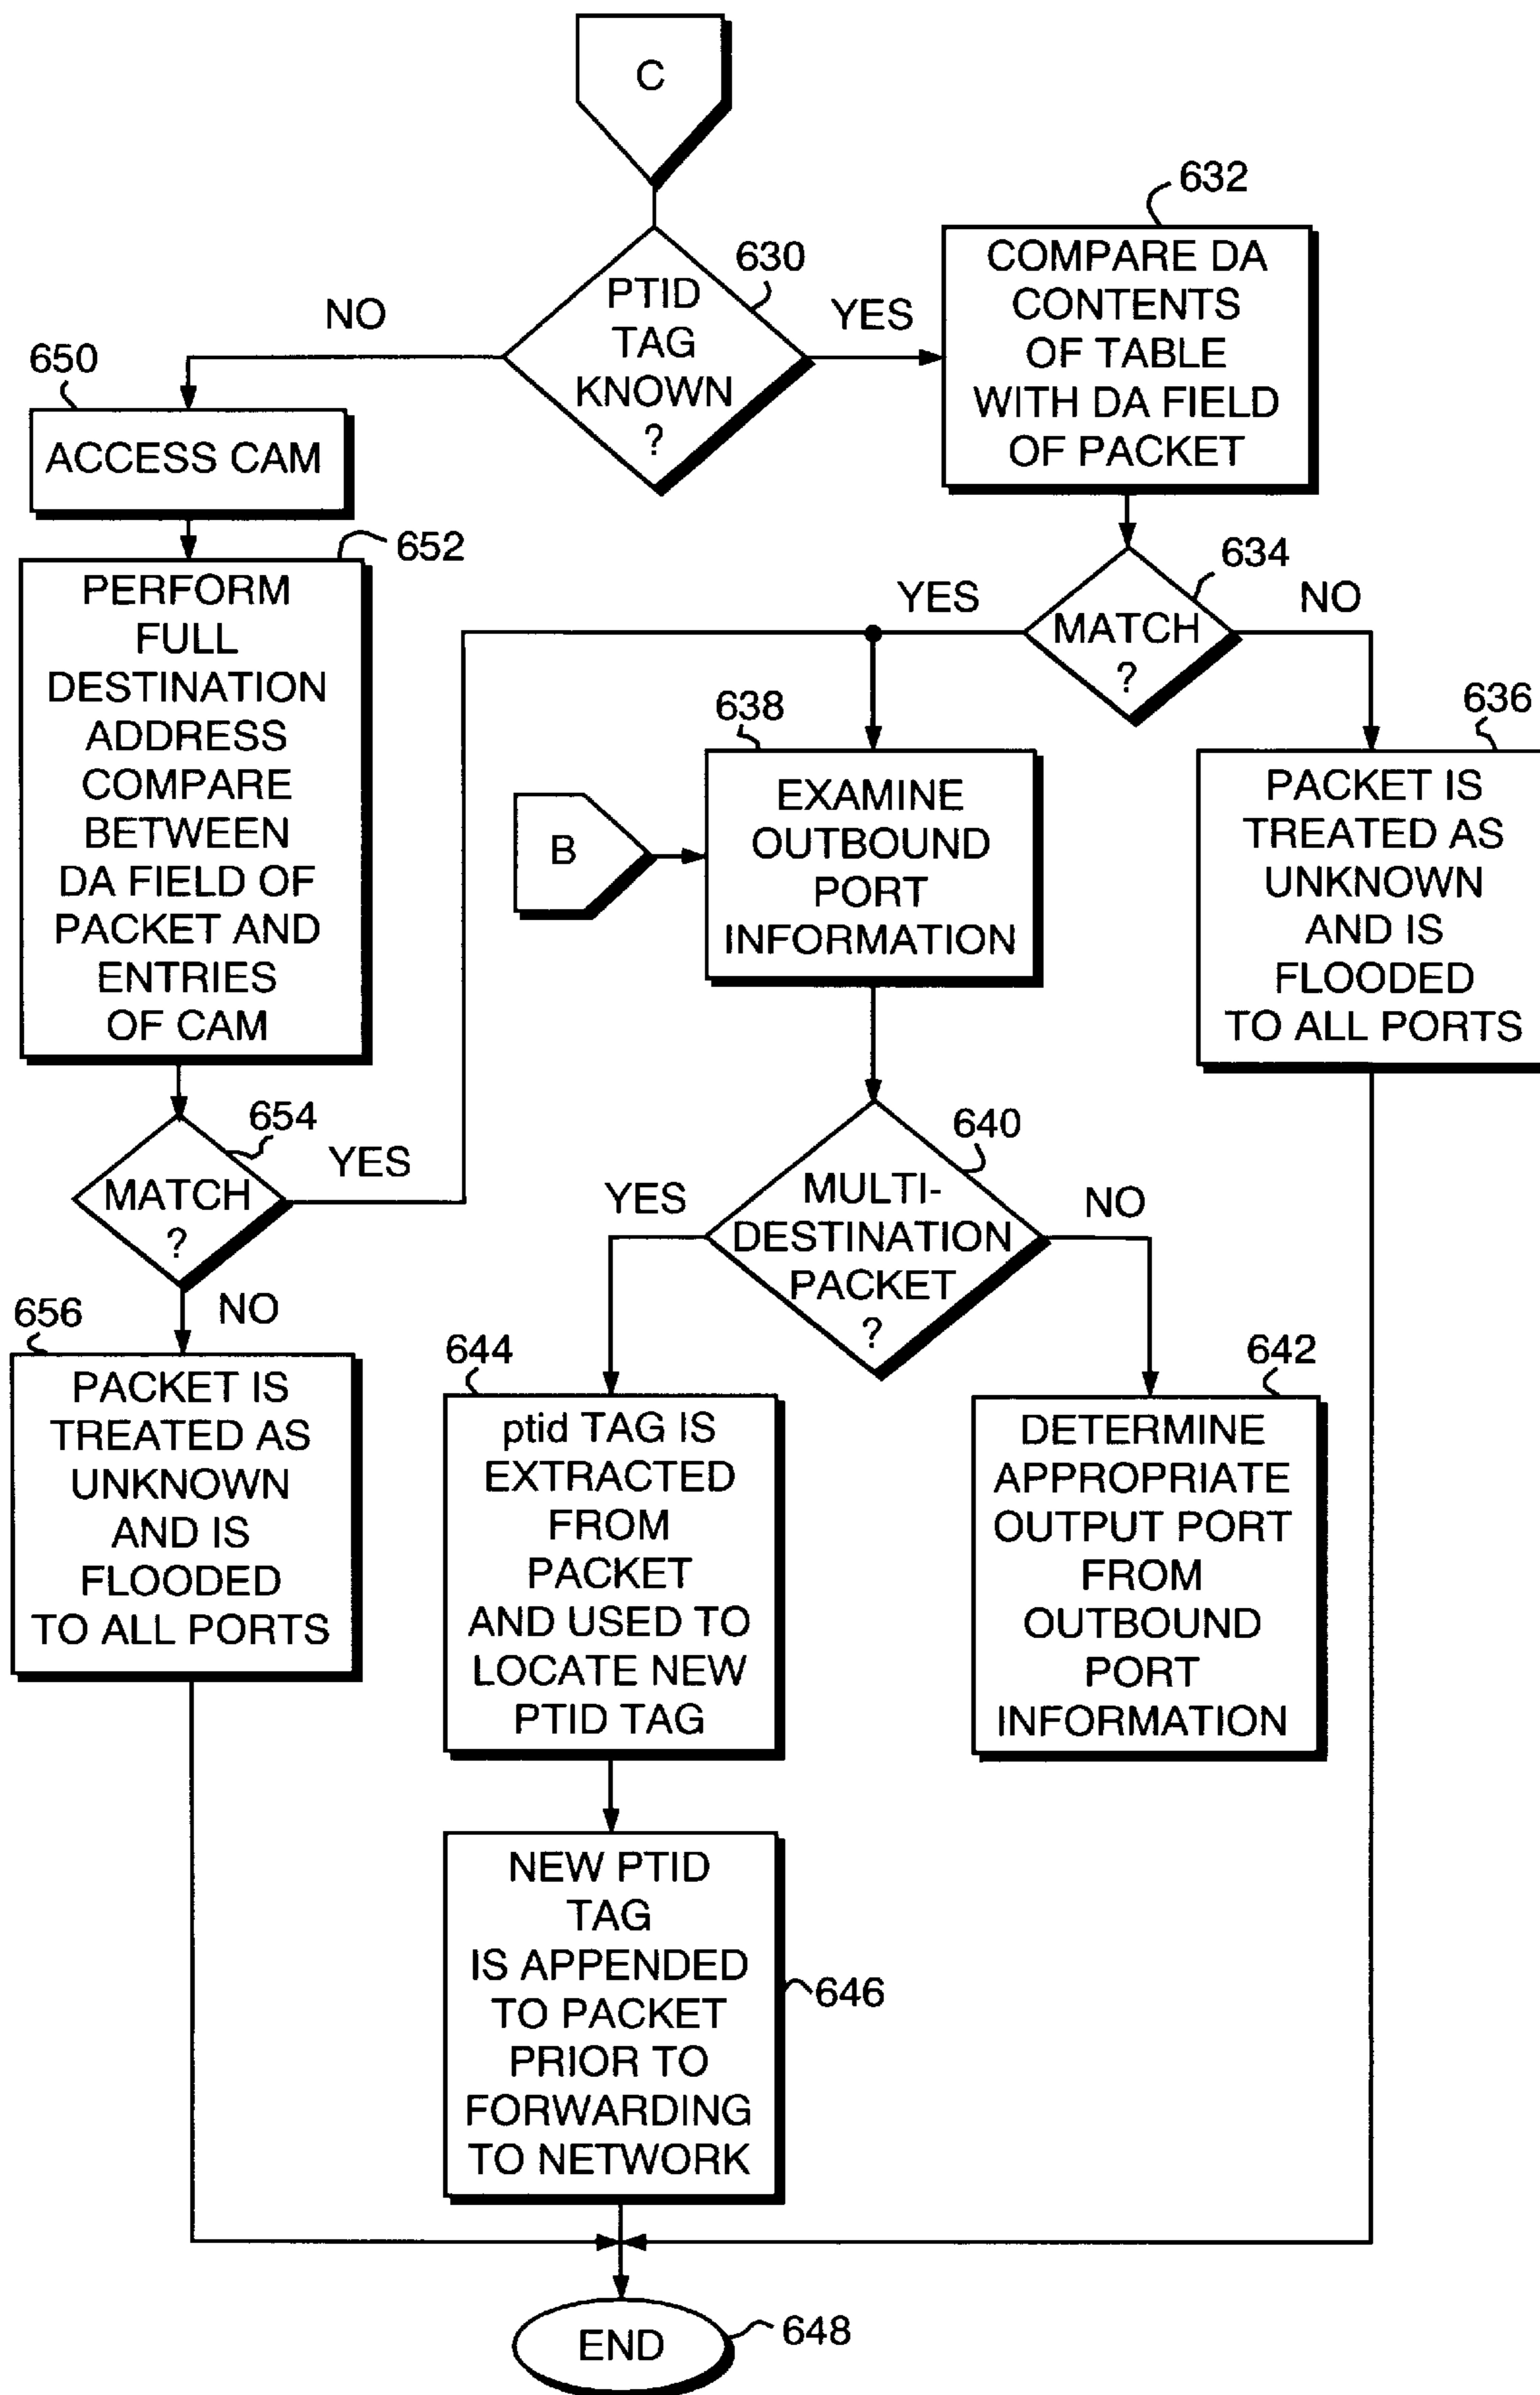 C
632
630
COMPARE DA
CONTENTS
OF TABLE
WITH DA FIELD
OF PACKET
PTID
TAG
KNOWN
?
NO
YES
650
ACCESS CAM
652
PERFORM
FULL
DESTINATION
ADDRESS
COMPARE
BETWEEN
DA FIELD OF
PACKET AND
ENTRIES
OF CAM
634
YES
NO
MATCH
?
638
636
EXAMINE
OUTBOUND
PORT
INFORMATION
B
PACKET IS
TREATED AS
UNKNOWN
AND IS
FLOODED
TO ALL PORTS
654
YES
MATCH
?
NO
640
YES
NO
MULTI-
DESTINATION
PACKET
?
656
PACKET IS
TREATED AS
UNKNOWN
AND IS
FLOODED
TO ALL PORTS
644
ptid TAG IS
EXTRACTED
FROM
PACKET
AND USED TO
LOCATE NEW
PTID TAG
642
DETERMINE
APPROPRIATE
OUTPUT PORT
FROM
OUTBOUND
PORT
INFORMATION
NEW PTID
TAG
IS APPENDED
TO PACKET
PRIOR TO
FORWARDING
TO NETWORK
646
END
648